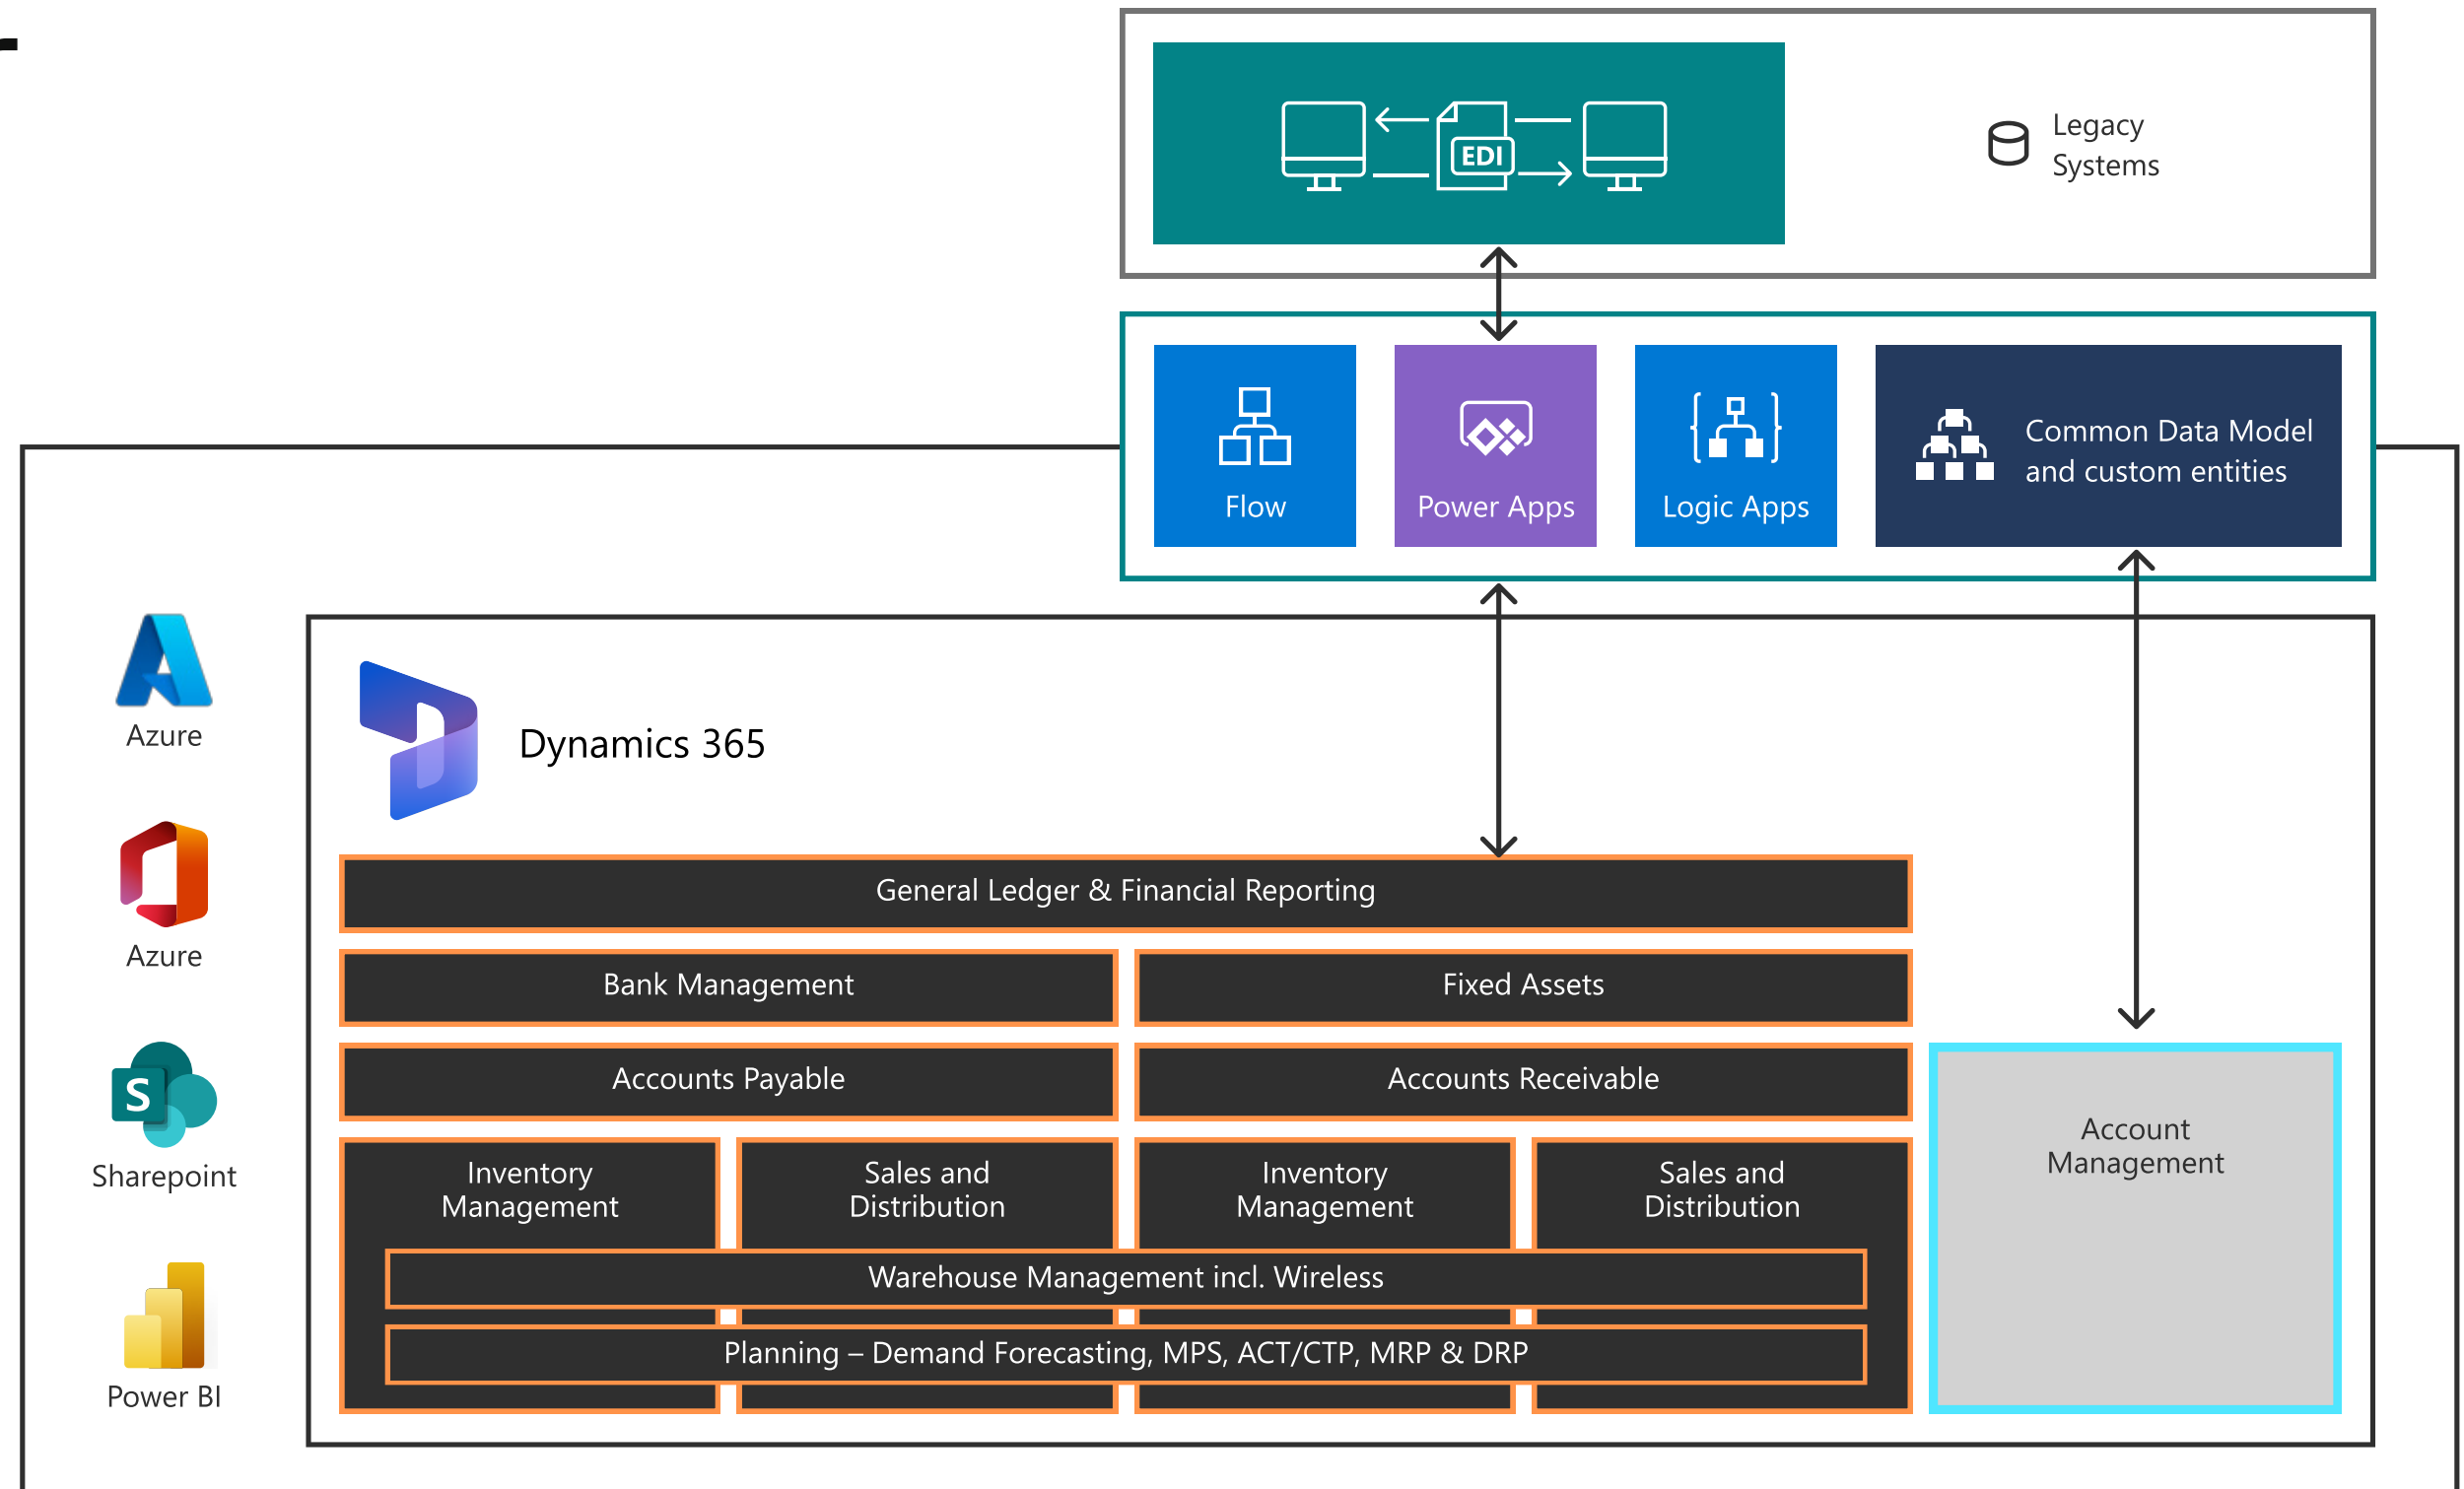 EDI
Legacy
Systems
Flow
Power Apps
Logic Apps
Common Data Model
and custom entities
Azure
Dynamics 365
Azure
Sharepoint
Power BI
General Ledger & Financial Reporting
Bank Management
Fixed Assets
Accounts Payable
Accounts Receivable
Inventory
Management
Sales and
Distribution
Inventory
Management
Sales and
Distribution
Warehouse Management incl. Wireless
Planning – Demand Forecasting, MPS, ACT/CTP, MRP & DRP
Account
Management